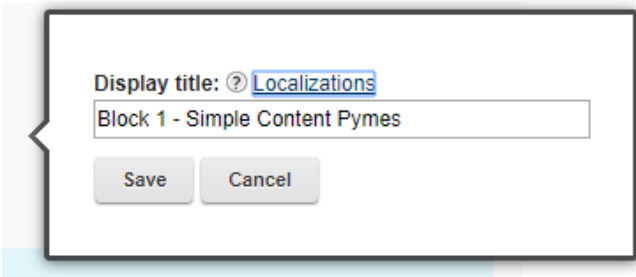 Display title: ? Localizations
Block 1 - Simple Content Pymes
Save Cancel